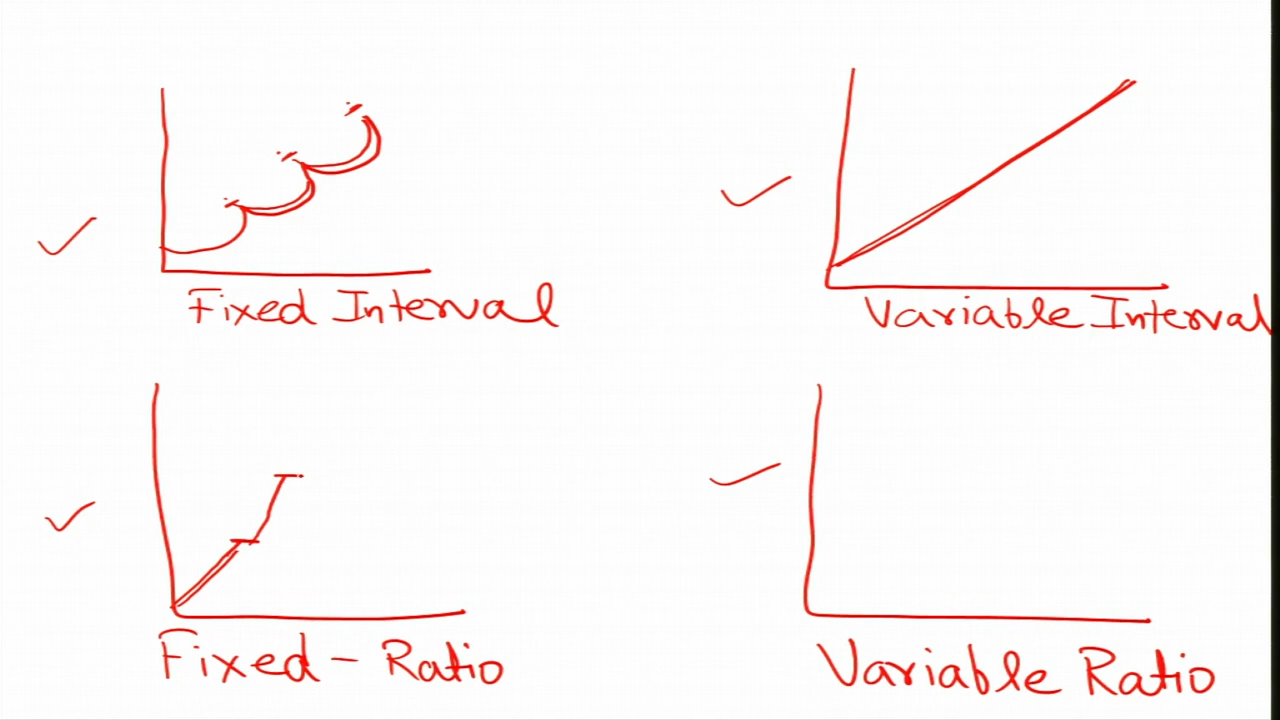 Fixed Interval
Variable Interval
Fixed - Ratio
Variable Ratio